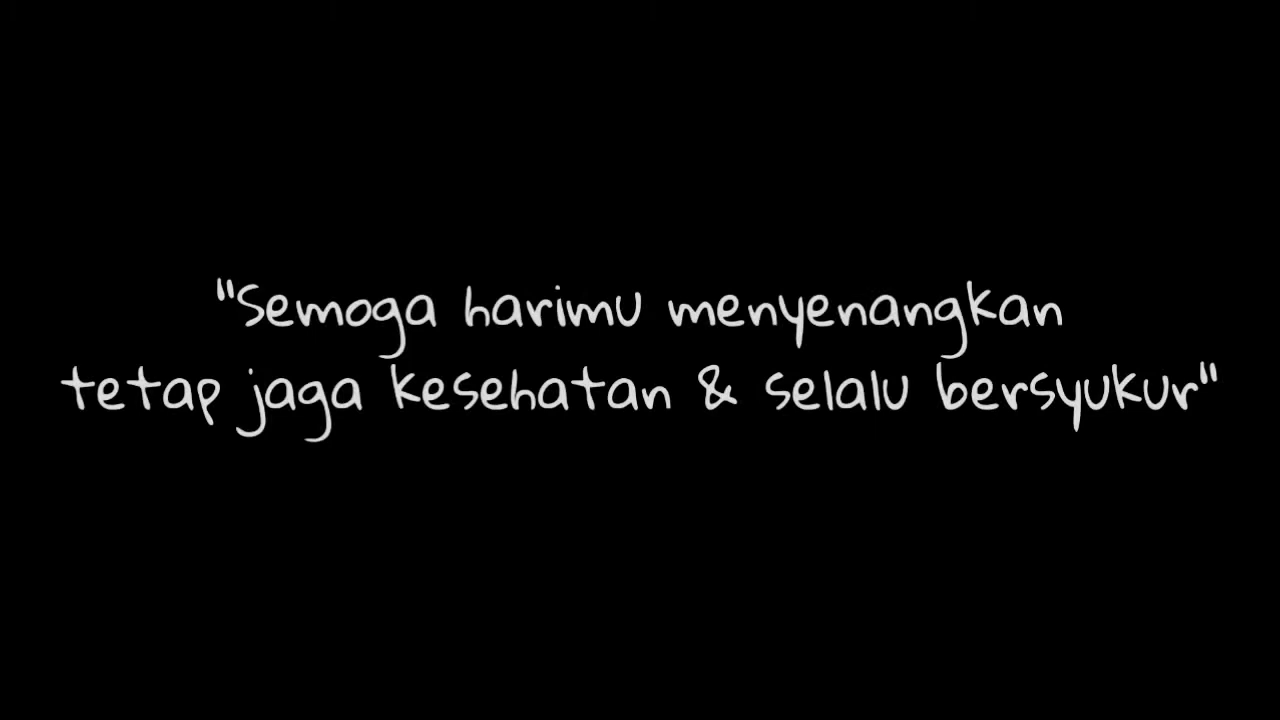 "Semoga harimu menyenangkan
tetap jaga kesehatan & selalu bersyukur"